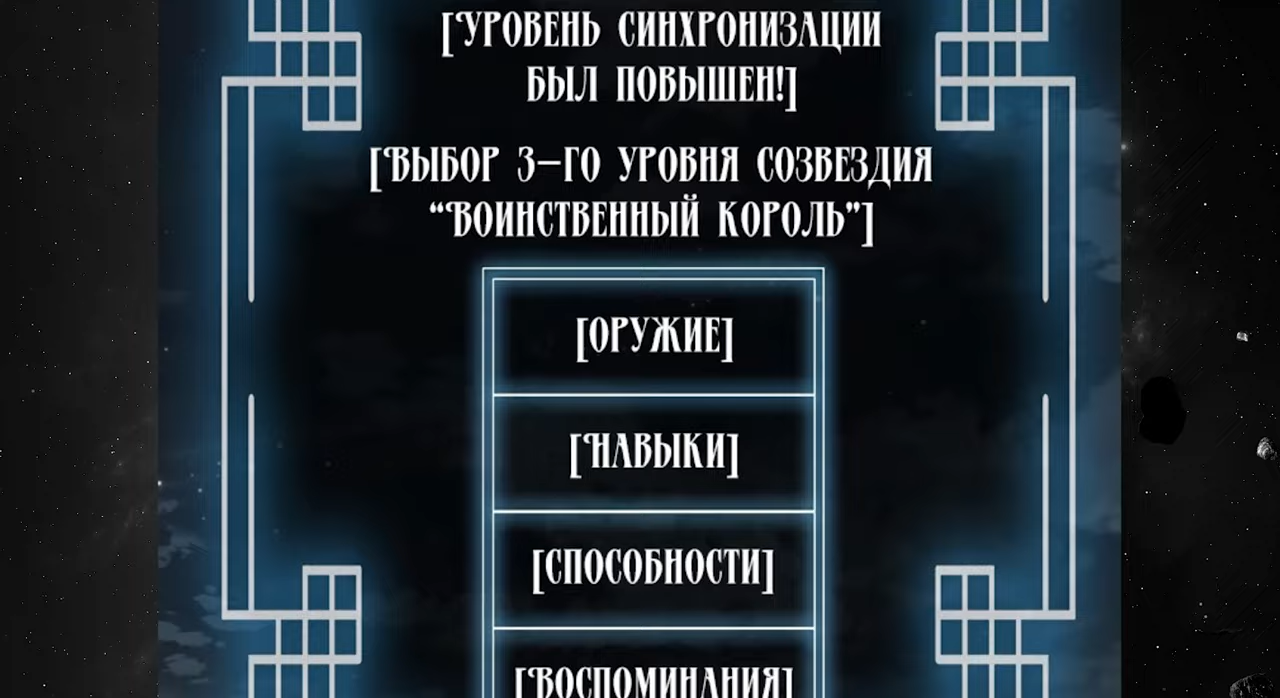 [УРОВЕНЬ СИНХРОНИЗАЦИИ
БЫЛ ПОВЫШЕН!]
[ВЫБОР 3-ГО УРОВНЯ СОЗВЕЗДИЯ
“ВОИНСТВЕННЫЙ КОРОЛЬ”]
[ОРУЖИЕ]
[НАВЫКИ]
[СПОСОБНОСТИ]
[ВОСПОМИНАНИЯ]